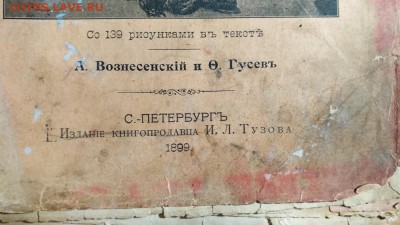 Со 139 рисунками въ текстѣ
А. Вознесенскій и Ѳ. Гусевъ
С.-ПЕТЕРБУРГЪ
Изданіе книгопродавца И. Л. Тузова
1899